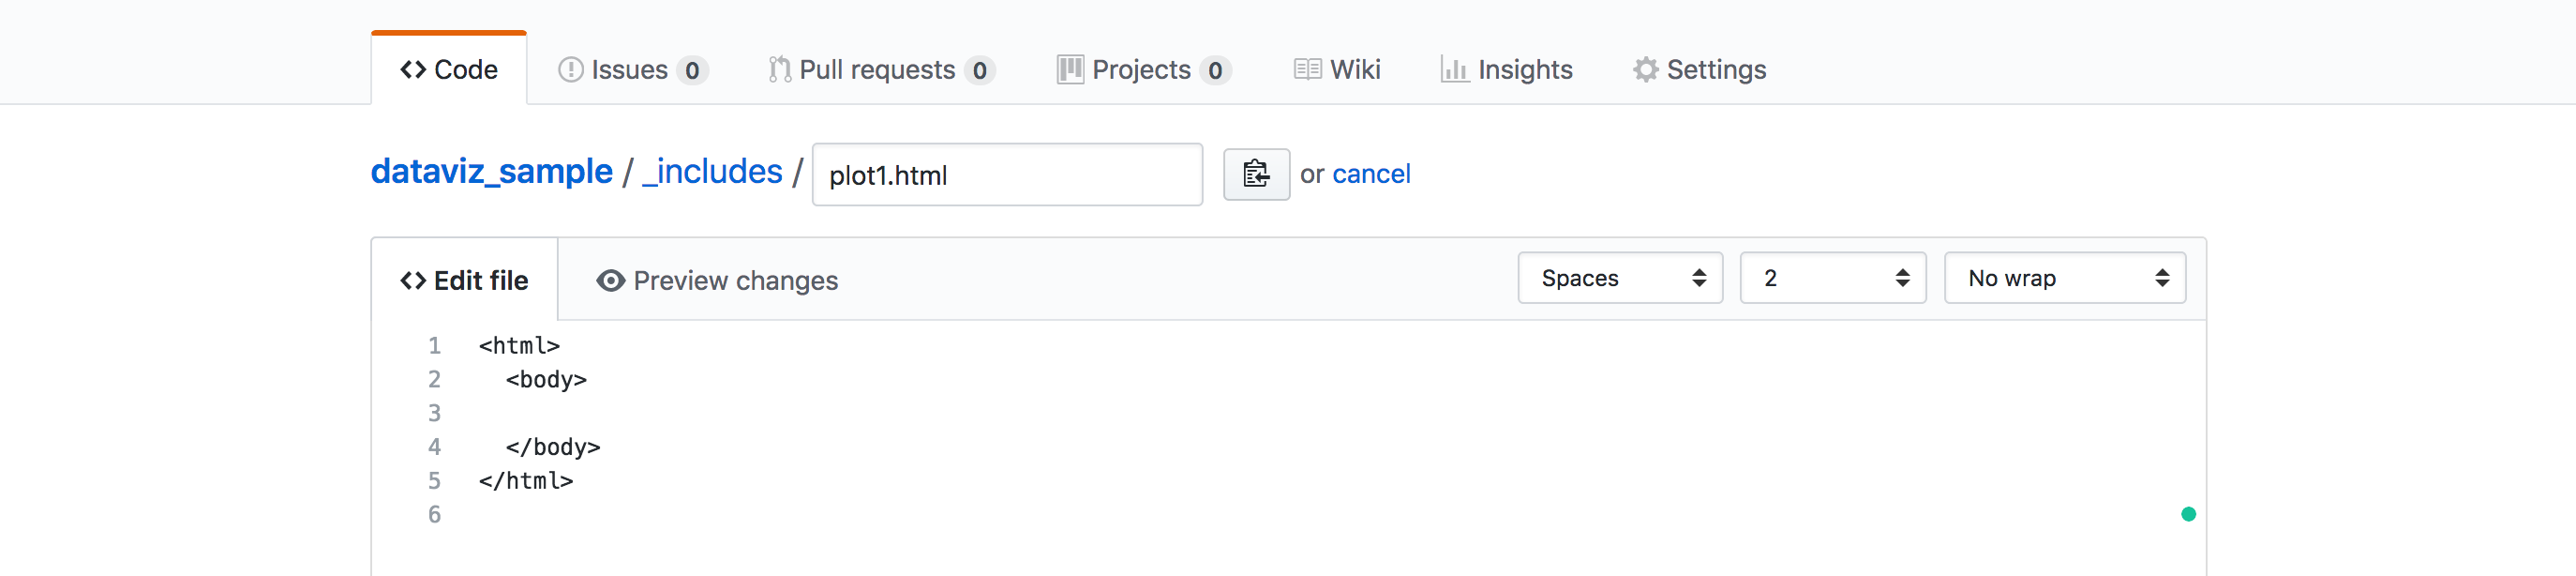 Code Issues 0 Pull requests 0 Projects 0 Wiki Insights Settings
dataviz_sample / _includes / plot1.html or cancel
Edit file Preview changes Spaces 2 No wrap
1 <html>
2   <body>
3
4   </body>
5 </html>
6